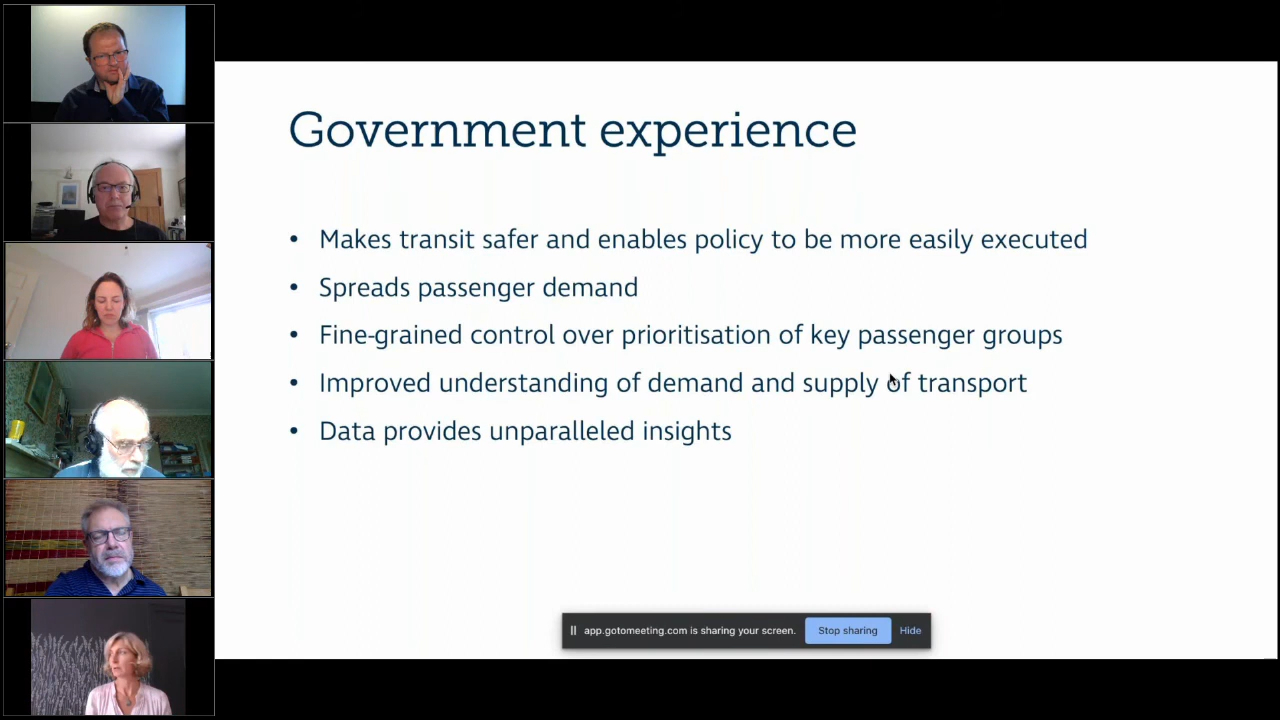 Government experience
• Makes transit safer and enables policy to be more easily executed
• Spreads passenger demand
• Fine-grained control over prioritisation of key passenger groups
• Improved understanding of demand and supply of transport
• Data provides unparalleled insights
app.gotomeeting.com is sharing your screen. Stop sharing Hide